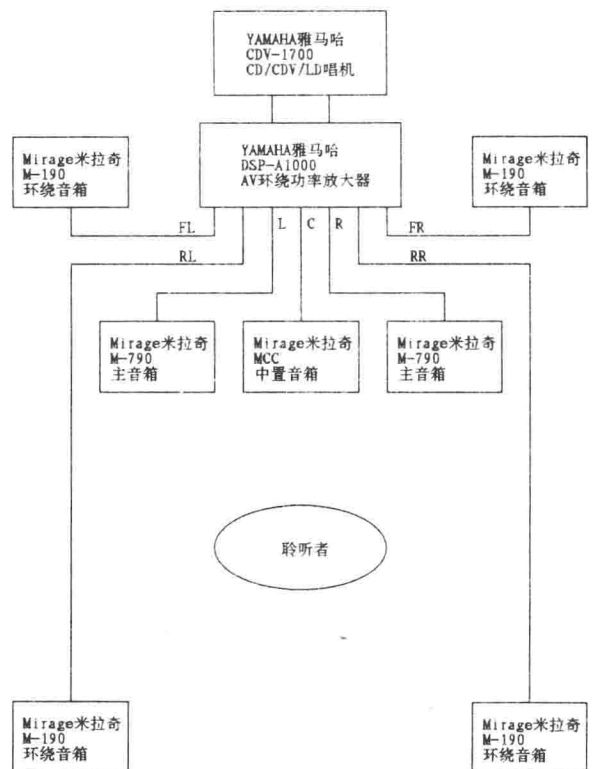 YAMAHA雅马哈
CDV-1700
CD/CDV/LD唱机
YAMAHA雅马哈
DSP-A1000
AV环绕功率放大器
Mirage米拉奇
M-190
环绕音箱
Mirage米拉奇
M-190
环绕音箱
FL
L
C
R
FR
RL
RR
Mirage米拉奇
M-790
主音箱
Mirage米拉奇
MCC
中置音箱
Mirage米拉奇
M-790
主音箱
聆听者
Mirage米拉奇
M-190
环绕音箱
Mirage米拉奇
M-190
环绕音箱